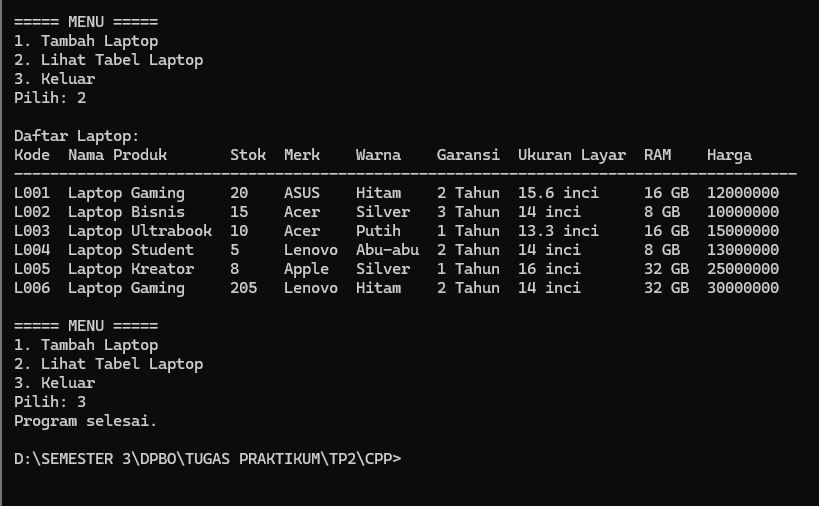 ===== MENU =====
1. Tambah Laptop
2. Lihat Tabel Laptop
3. Keluar
Pilih: 2
Daftar Laptop:
Kode  Nama Produk       Stok  Merk    Warna    Garansi  Ukuran Layar  RAM    Harga
---------------------------------------------------------------------------------------
L001  Laptop Gaming     20    ASUS    Hitam    2 Tahun  15.6 inci     16 GB  12000000
L002  Laptop Bisnis     15    Acer    Silver   3 Tahun  14 inci       8 GB   10000000
L003  Laptop Ultrabook  10    Acer    Putih    1 Tahun  13.3 inci     16 GB  15000000
L004  Laptop Student    5     Lenovo  Abu-abu  2 Tahun  14 inci       8 GB   13000000
L005  Laptop Kreator    8     Apple   Silver   1 Tahun  16 inci       32 GB  25000000
L006  Laptop Gaming     205   Lenovo  Hitam    2 Tahun  14 inci       32 GB  30000000
===== MENU =====
1. Tambah Laptop
2. Lihat Tabel Laptop
3. Keluar
Pilih: 3
Program selesai.
D:\SEMESTER 3\DPBO\TUGAS PRAKTIKUM\TP2\CPP>